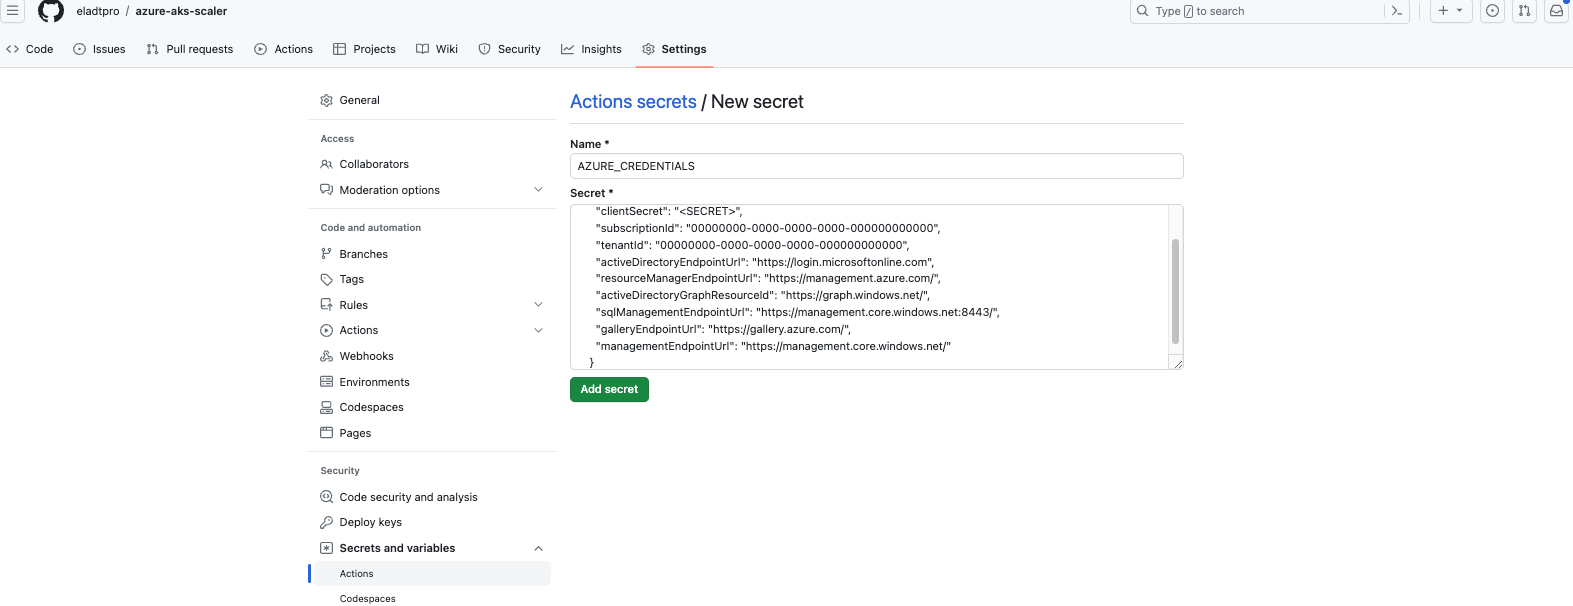 eladtpro / azure-aks-scaler
Type / to search
Code Issues Pull requests Actions Projects Wiki Security Insights Settings
General
Access
Collaborators
Moderation options
Code and automation
Branches
Tags
Rules
Actions
Webhooks
Environments
Codespaces
Pages
Security
Code security and analysis
Deploy keys
Secrets and variables
Actions
Codespaces
Actions secrets / New secret
Name *
AZURE_CREDENTIALS
Secret *
"clientSecret": "<SECRET>",
"subscriptionId": "00000000-0000-0000-0000-000000000000",
"tenantId": "00000000-0000-0000-0000-000000000000",
"activeDirectoryEndpointUrl": "https://login.microsoftonline.com",
"resourceManagerEndpointUrl": "https://management.azure.com/",
"activeDirectoryGraphResourceId": "https://graph.windows.net/",
"sqlManagementEndpointUrl": "https://management.core.windows.net:8443/",
"galleryEndpointUrl": "https://gallery.azure.com/",
"managementEndpointUrl": "https://management.core.windows.net/"
}
Add secret